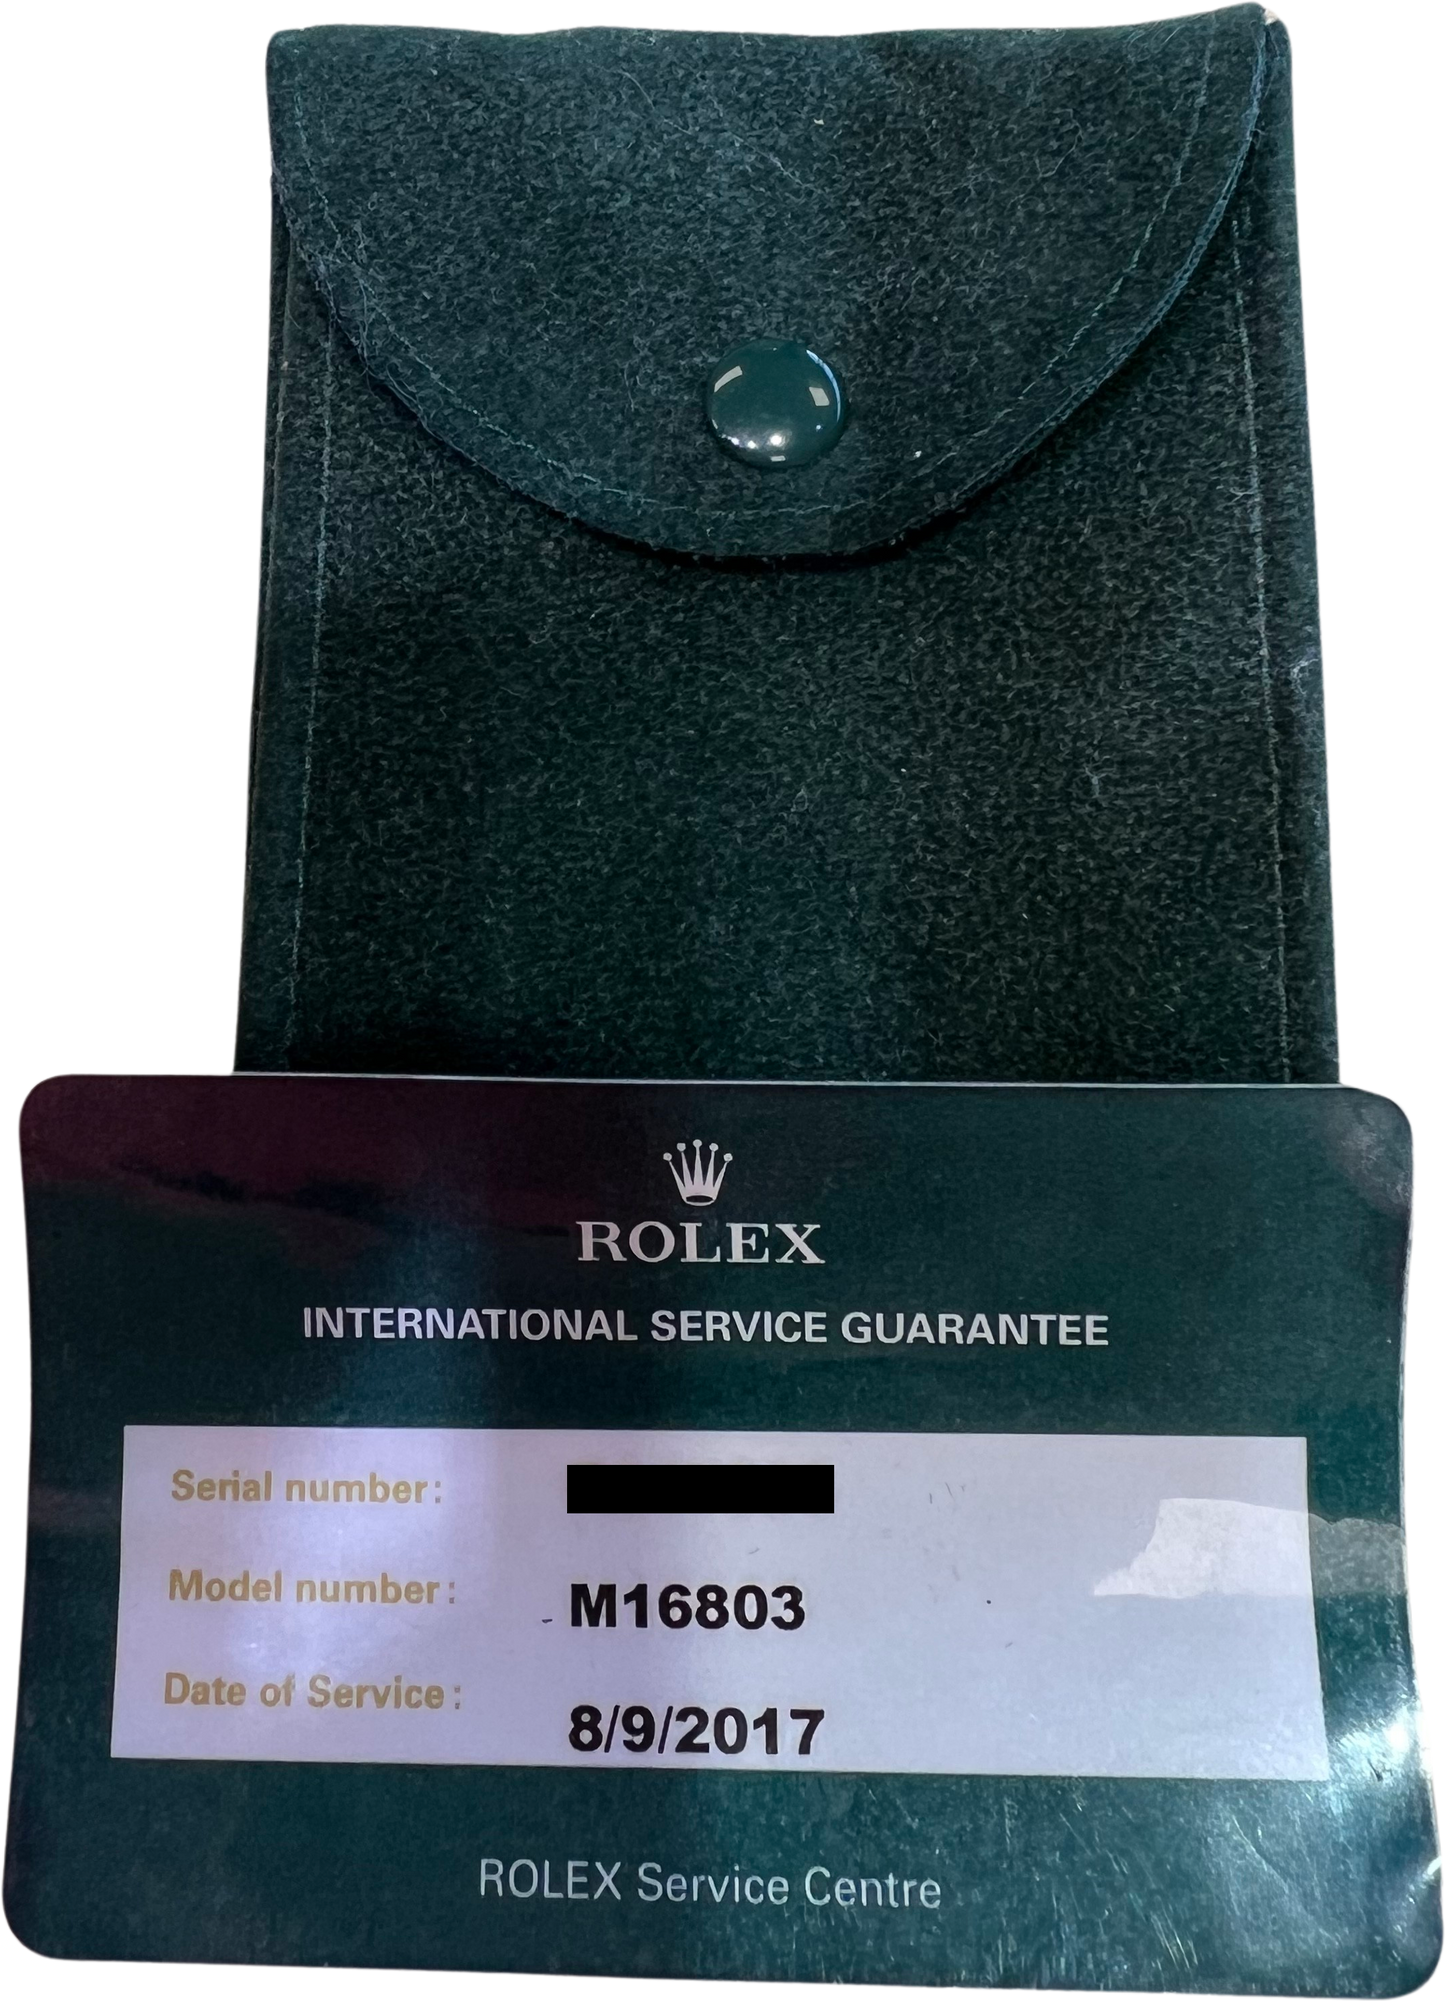 ROLEX
INTERNATIONAL SERVICE GUARANTEE
Serial number:
Model number: M16803
Date of Service: 8/9/2017
ROLEX Service Centre